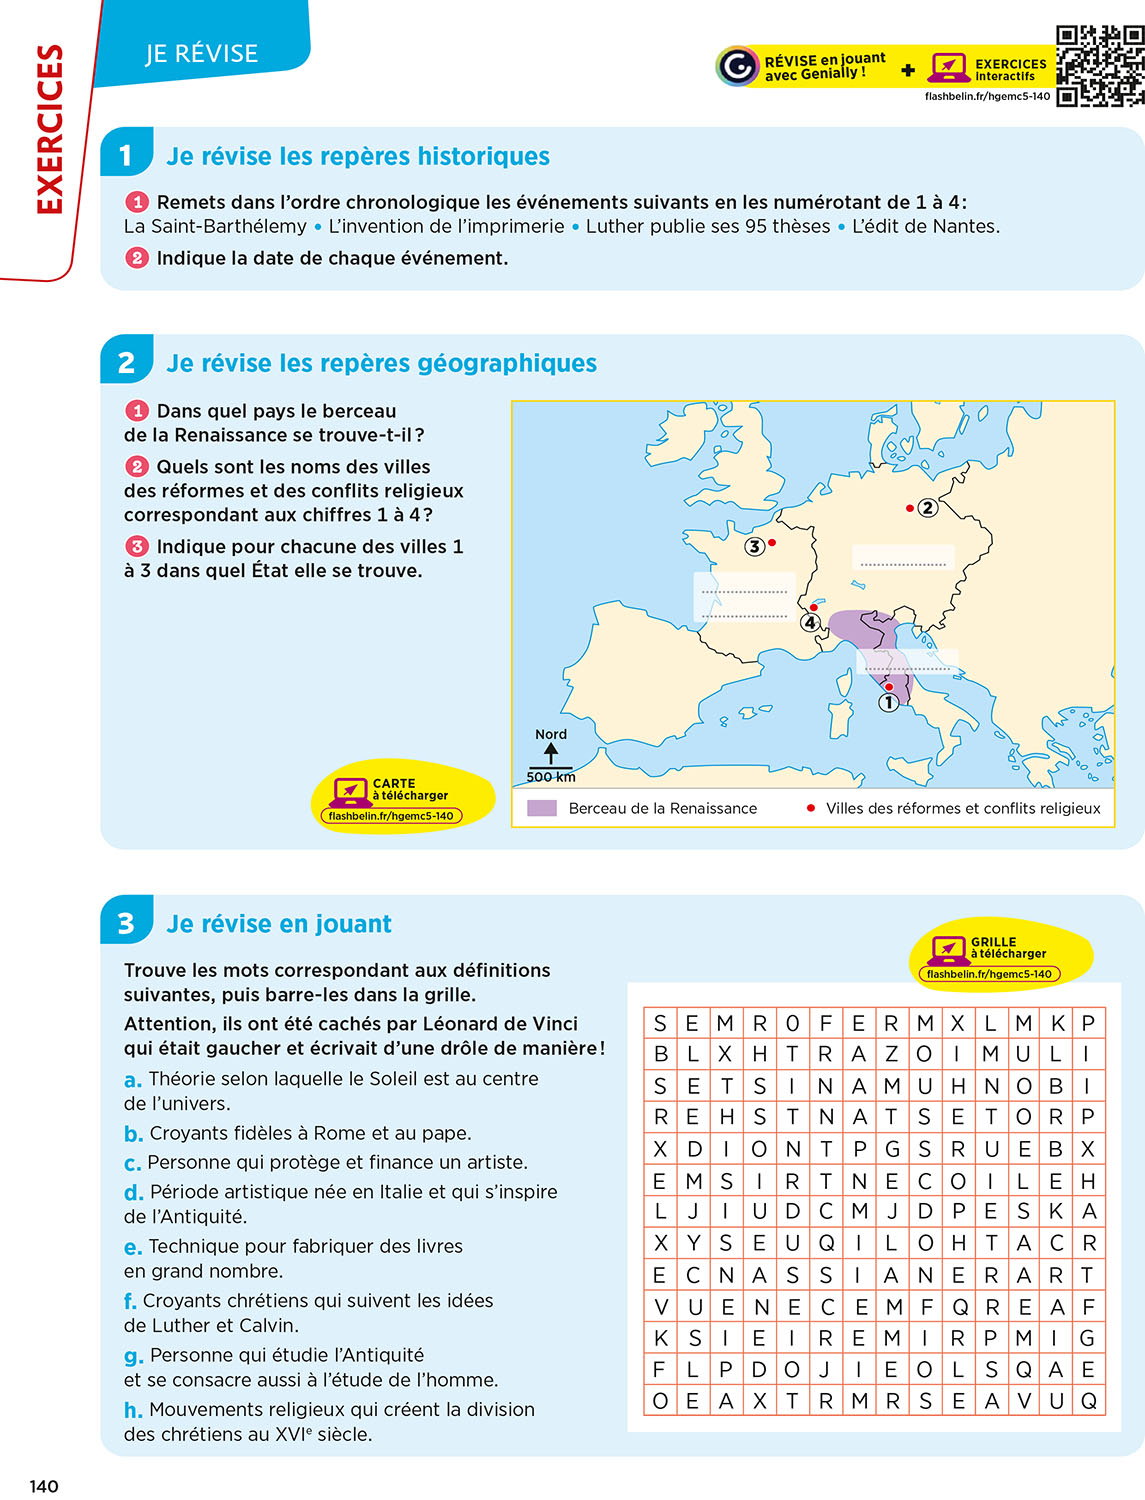 EXERCICES
JE RÉVISE
RÉVISE en jouant
avec Genially !
+
EXERCICES
interactifs
flashbelin.fr/hgemc5-140
1 Je révise les repères historiques
1 Remets dans l'ordre chronologique les événements suivants en les numérotant de 1 à 4 :
La Saint-Barthélemy • L'invention de l'imprimerie • Luther publie ses 95 thèses • L'édit de Nantes.
2 Indique la date de chaque événement.
2 Je révise les repères géographiques
1 Dans quel pays le berceau
de la Renaissance se trouve-t-il ?
2 Quels sont les noms des villes
des réformes et des conflits religieux
correspondant aux chiffres 1 à 4 ?
3 Indique pour chacune des villes 1
à 3 dans quel État elle se trouve.
CARTE
à télécharger
flashbelin.fr/hgemc5-140
2
3
4
1
Nord
500 km
Berceau de la Renaissance
Villes des réformes et conflits religieux
3 Je révise en jouant
Trouve les mots correspondant aux définitions
suivantes, puis barre-les dans la grille.
Attention, ils ont été cachés par Léonard de Vinci
qui était gaucher et écrivait d'une drôle de manière !
a. Théorie selon laquelle le Soleil est au centre
de l'univers.
b. Croyants fidèles à Rome et au pape.
c. Personne qui protège et finance un artiste.
d. Période artistique née en Italie et qui s'inspire
de l'Antiquité.
e. Technique pour fabriquer des livres
en grand nombre.
f. Croyants chrétiens qui suivent les idées
de Luther et Calvin.
g. Personne qui étudie l'Antiquité
et se consacre aussi à l'étude de l'homme.
h. Mouvements religieux qui créent la division
des chrétiens au XVIe siècle.
GRILLE
à télécharger
flashbelin.fr/hgemc5-140
S E M R 0 F E R M X L M K P
B L X H T R A Z O I M U L I
S E T S I N A M U H N O B I
R E H S T N A T S E T O R P
X D I O N T P G S R U E B X
E M S I R T N E C O I L E H
L J I U D C M J D P E S K A
X Y S E U Q I L O H T A C R
E C N A S S I A N E R A R T
V U E N E C E M F Q R E A F
K S I E I R E M I R P M I G
F L P D O J I E O L S Q A E
O E A X T R M R S E A V U Q
140